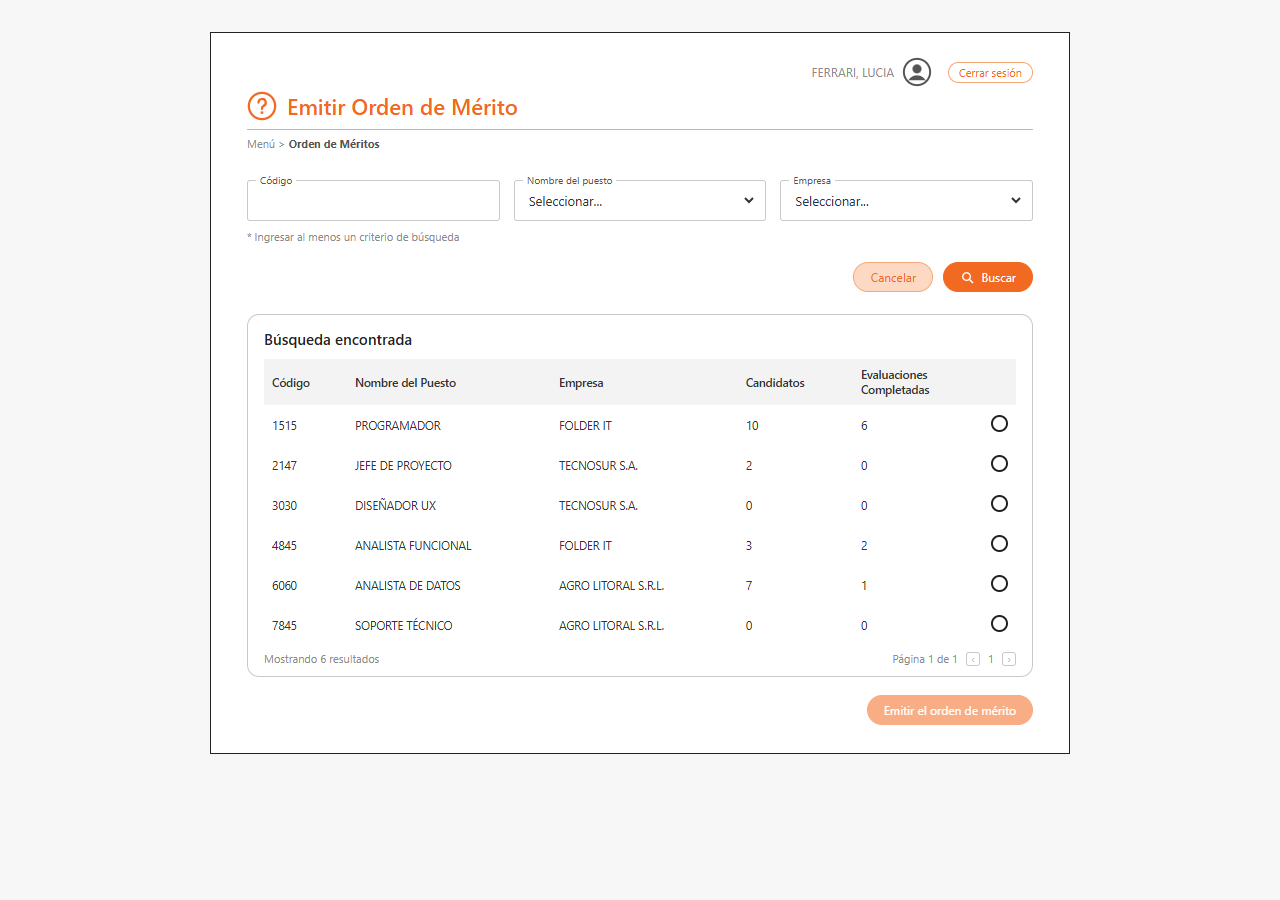 FERRARI, LUCIA Cerrar sesión
? Emitir Orden de Mérito
Menú > Orden de Méritos
Código Nombre del puesto Empresa
Seleccionar... Seleccionar...
* Ingresar al menos un criterio de búsqueda
Cancelar Buscar
Búsqueda encontrada
Código Nombre del Puesto Empresa Candidatos Evaluaciones Completadas
1515 PROGRAMADOR FOLDER IT 10 6
2147 JEFE DE PROYECTO TECNOSUR S.A. 2 0
3030 DISEÑADOR UX TECNOSUR S.A. 0 0
4845 ANALISTA FUNCIONAL FOLDER IT 3 2
6060 ANALISTA DE DATOS AGRO LITORAL S.R.L. 7 1
7845 SOPORTE TÉCNICO AGRO LITORAL S.R.L. 0 0
Mostrando 6 resultados Página 1 de 1 ‹ 1 ›
Emitir el orden de mérito